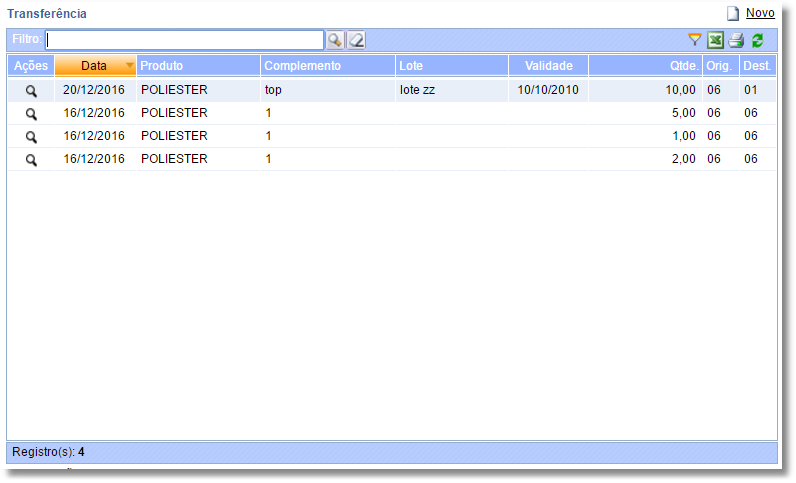 Transferência Novo
Filtro:
Ações Data Produto Complemento Lote Validade Qtde. Orig. Dest.
20/12/2016 POLIESTER top lote zz 10/10/2010 10,00 06 01
16/12/2016 POLIESTER 1 5,00 06 06
16/12/2016 POLIESTER 1 1,00 06 06
16/12/2016 POLIESTER 1 2,00 06 06
Registro(s): 4